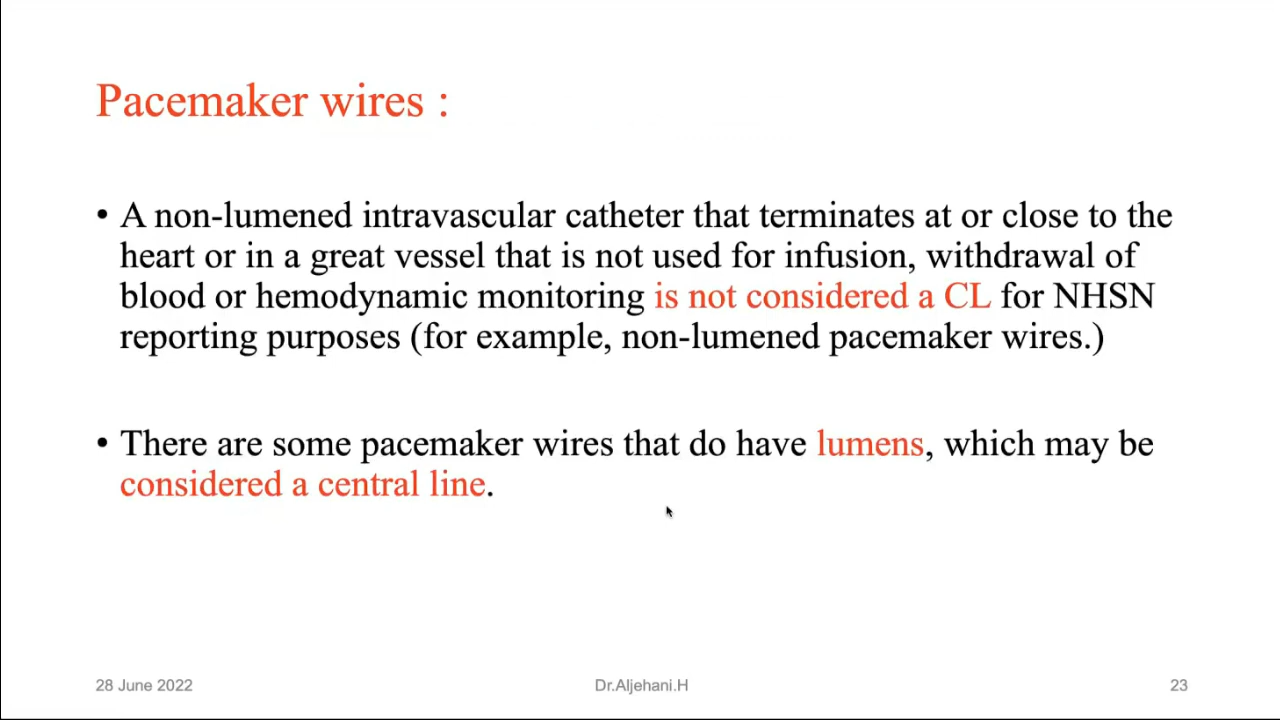 Pacemaker wires :
• A non-lumened intravascular catheter that terminates at or close to the
heart or in a great vessel that is not used for infusion, withdrawal of
blood or hemodynamic monitoring is not considered a CL for NHSN
reporting purposes (for example, non-lumened pacemaker wires.)
• There are some pacemaker wires that do have lumens, which may be
considered a central line.
28 June 2022
Dr.Aljehani.H
23